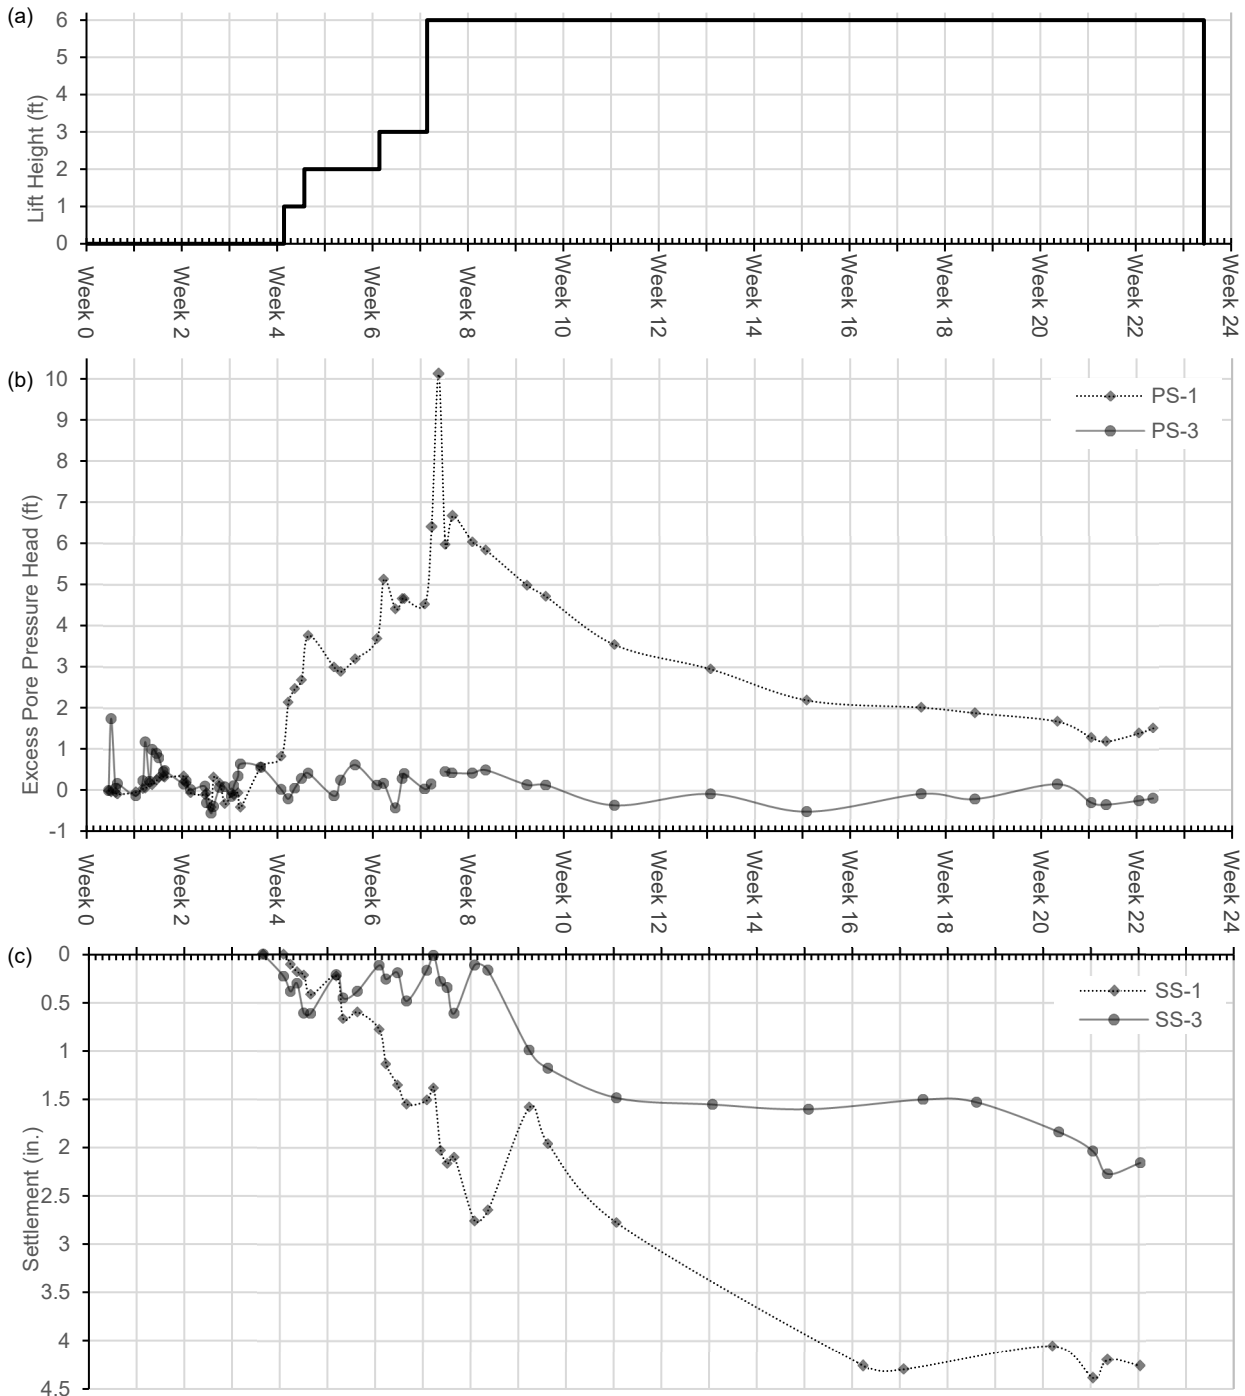 (a)
Lift Height (ft)
6
5
4
3
2
1
0
Week 0
Week 2
Week 4
Week 6
Week 8
Week 10
Week 12
Week 14
Week 16
Week 18
Week 20
Week 22
Week 24
(b)
Excess Pore Pressure Head (ft)
10
9
8
7
6
5
4
3
2
1
0
-1
PS-1
PS-3
Week 0
Week 2
Week 4
Week 6
Week 8
Week 10
Week 12
Week 14
Week 16
Week 18
Week 20
Week 22
Week 24
(c)
Settlement (in.)
0
0.5
1
1.5
2
2.5
3
3.5
4
4.5
SS-1
SS-3